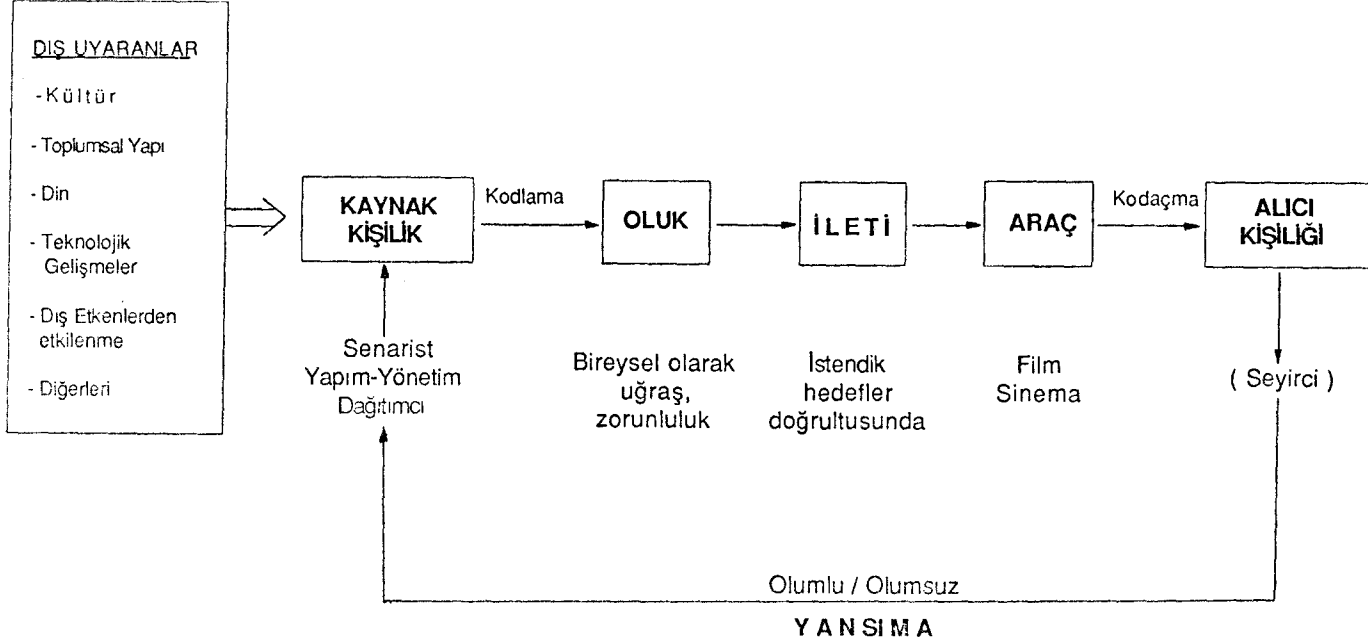 DIŞ UYARANLAR
- Kültür
- Toplumsal Yapı
- Din
- Teknolojik
Gelişmeler
- Dış Etkenlerden
etkilenme
- Diğerleri
KAYNAK
KİŞİLİK
Kodlama
OLUK
İLETİ
ARAÇ
Kodaçma
ALICI
KİŞİLİĞİ
Senarist
Yapım-Yönetim
Dağıtımcı
Bireysel olarak
uğraş,
zorunluluk
İstendik
hedefler
doğrultusunda
Film
Sinema
( Seyirci )
Olumlu / Olumsuz
YANSIMA